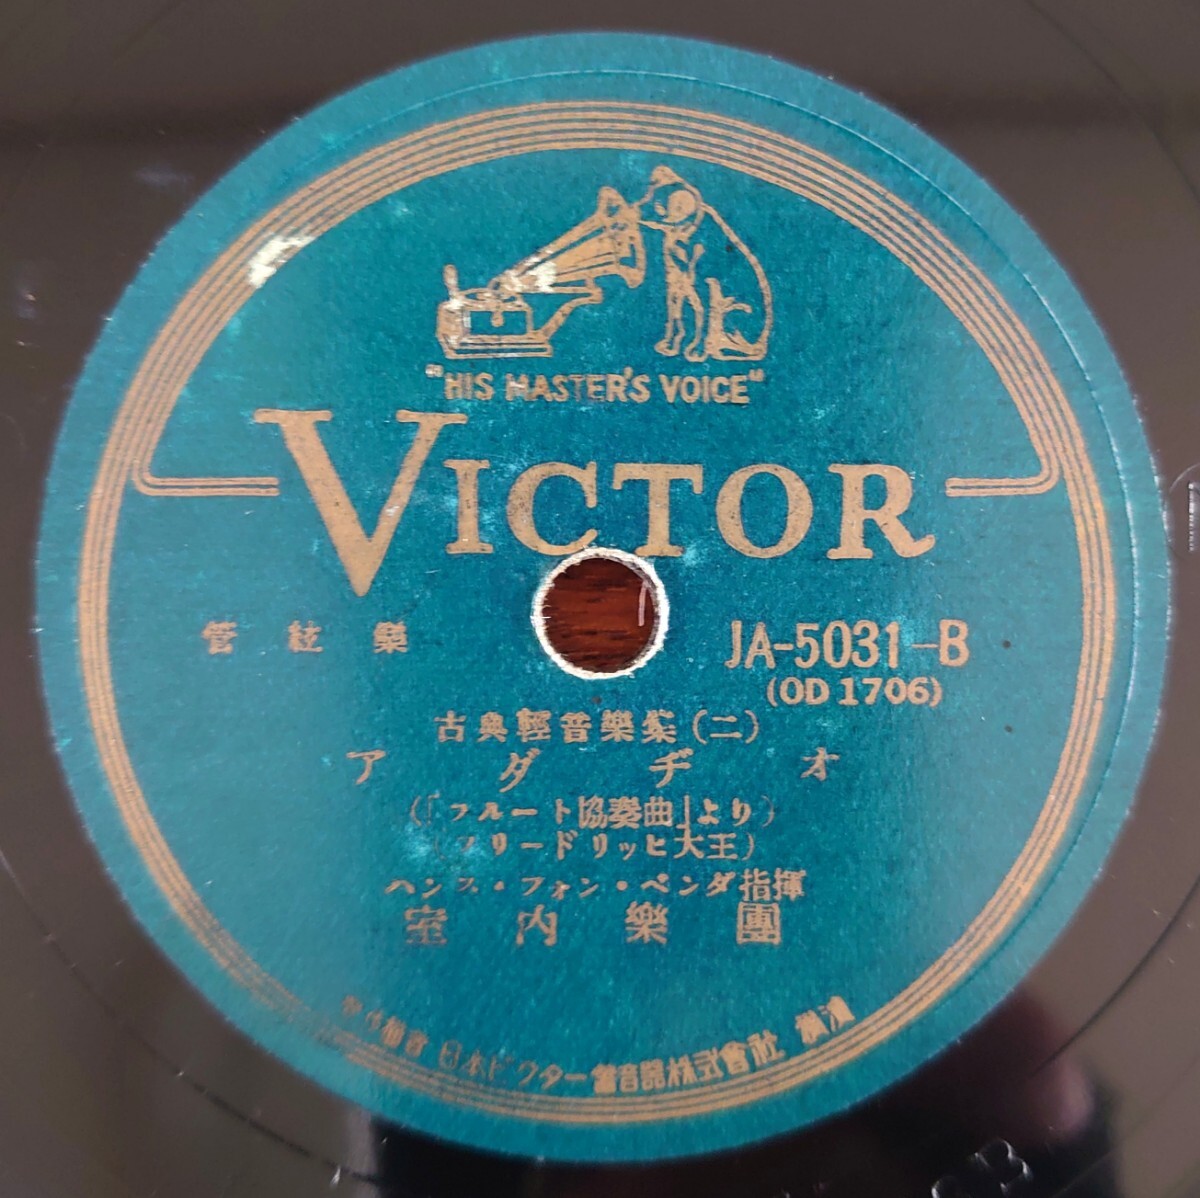 "HIS MASTER'S VOICE"
VICTOR
管絃樂
JA-5031-B
(OD 1706)
古典輕音樂集(二)
アダヂオ
(「フルート協奏曲」より)
(フリードリッヒ大王)
ハンス・フォン・ベンダ指揮
室內樂團
日本ビクター蓄音器株式會社 横濱